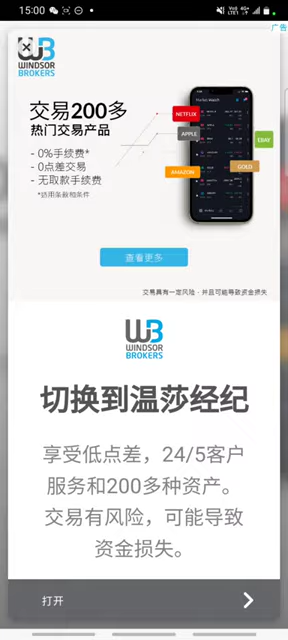 15:00
广告
WINDSOR
BROKERS
交易200多
热门交易产品
- 0%手续费*
- 0点差交易
- 无取款手续费
*适用条款和条件
NETFLIX
APPLE
EBAY
GOLD
AMAZON
查看更多
交易具有一定风险，并且可能导致资金损失
WB
WINDSOR
BROKERS
切换到温莎经纪
享受低点差，24/5客户
服务和200多种资产。
交易有风险，可能导致
资金损失。
打开